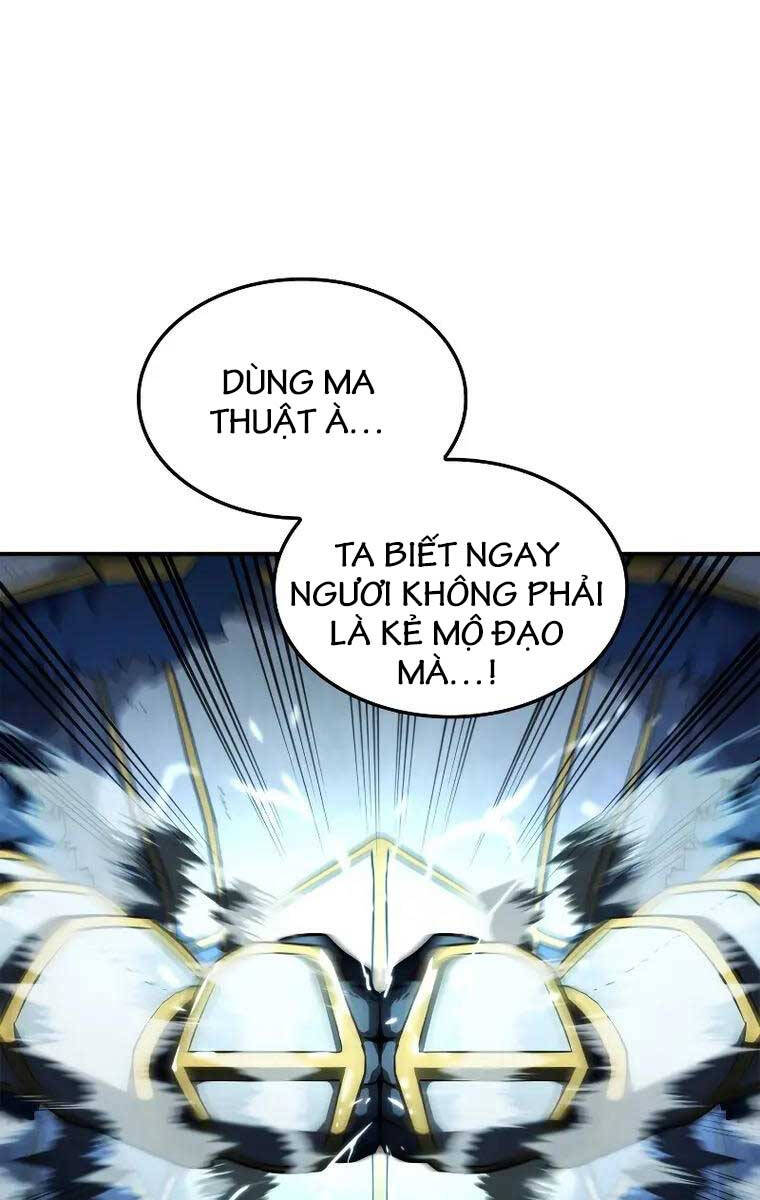 DÙNG MA
THUẬT À...
TA BIẾT NGAY
NGƯƠI KHÔNG PHẢI
LÀ KẺ MỘ ĐẠO
MÀ...!